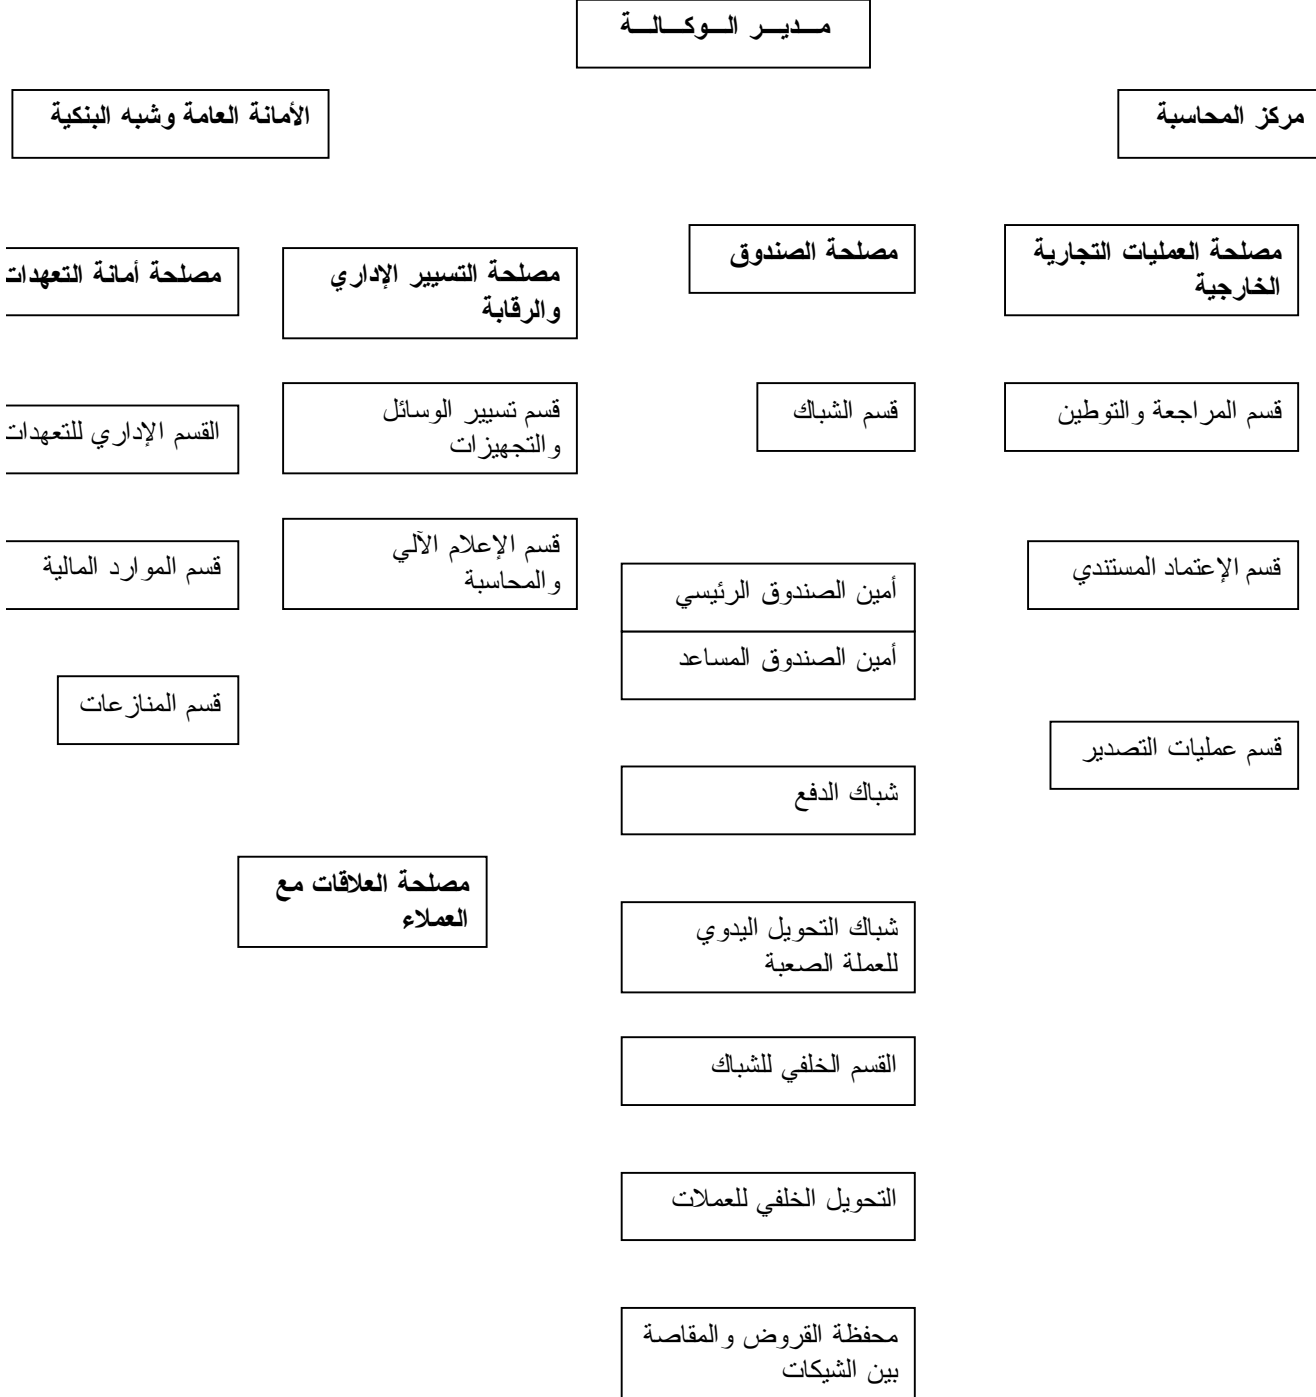 مـــديـــر الـــوكـــالـــة
مركز المحاسبة
الأمانة العامة وشبه البنكية
مصلحة العمليات التجارية
الخارجية
مصلحة الصندوق
مصلحة التسيير الإداري
والرقابة
مصلحة أمانة التعهدات
قسم المراجعة والتوطين
قسم الشباك
قسم تسيير الوسائل
والتجهيزات
القسم الإداري للتعهدات
قسم الإعتماد المستندي
أمين الصندوق الرئيسي
أمين الصندوق المساعد
قسم الإعلام الآلي
والمحاسبة
قسم الموارد المالية
قسم المنازعات
قسم عمليات التصدير
شباك الدفع
مصلحة العلاقات مع
العملاء
شباك التحويل اليدوي
للعملة الصعبة
القسم الخلفي للشباك
التحويل الخلفي للعملات
محفظة القروض والمقاصة
بين الشيكات